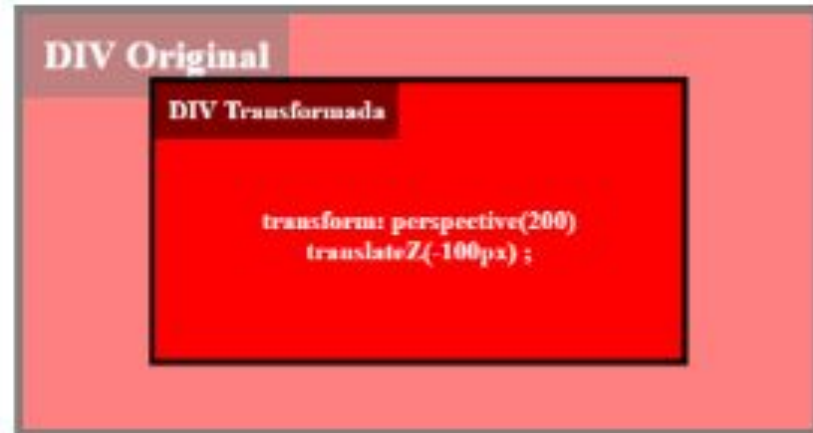 DIV Original
DIV Transformada
transform: perspective(200)
translateZ(-100px) ;